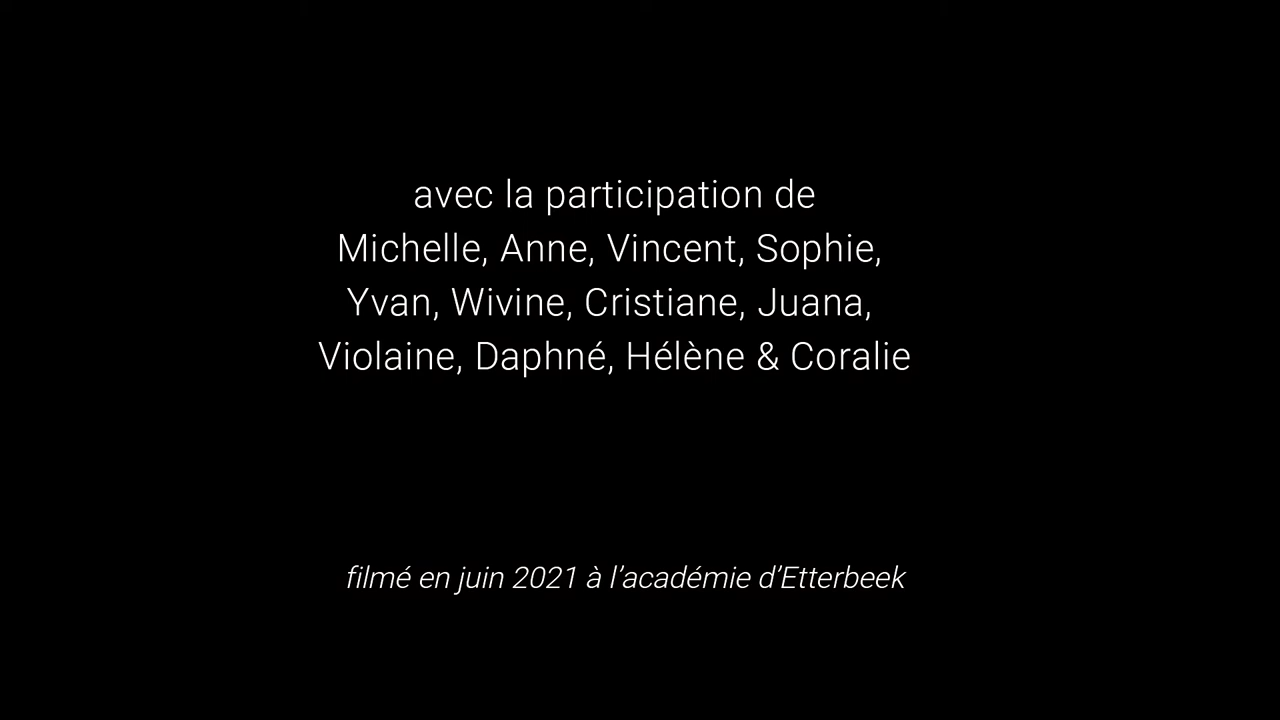 avec la participation de
Michelle, Anne, Vincent, Sophie,
Yvan, Wivine, Cristiane, Juana,
Violaine, Daphné, Hélène & Coralie
filmé en juin 2021 à l’académie d’Etterbeek